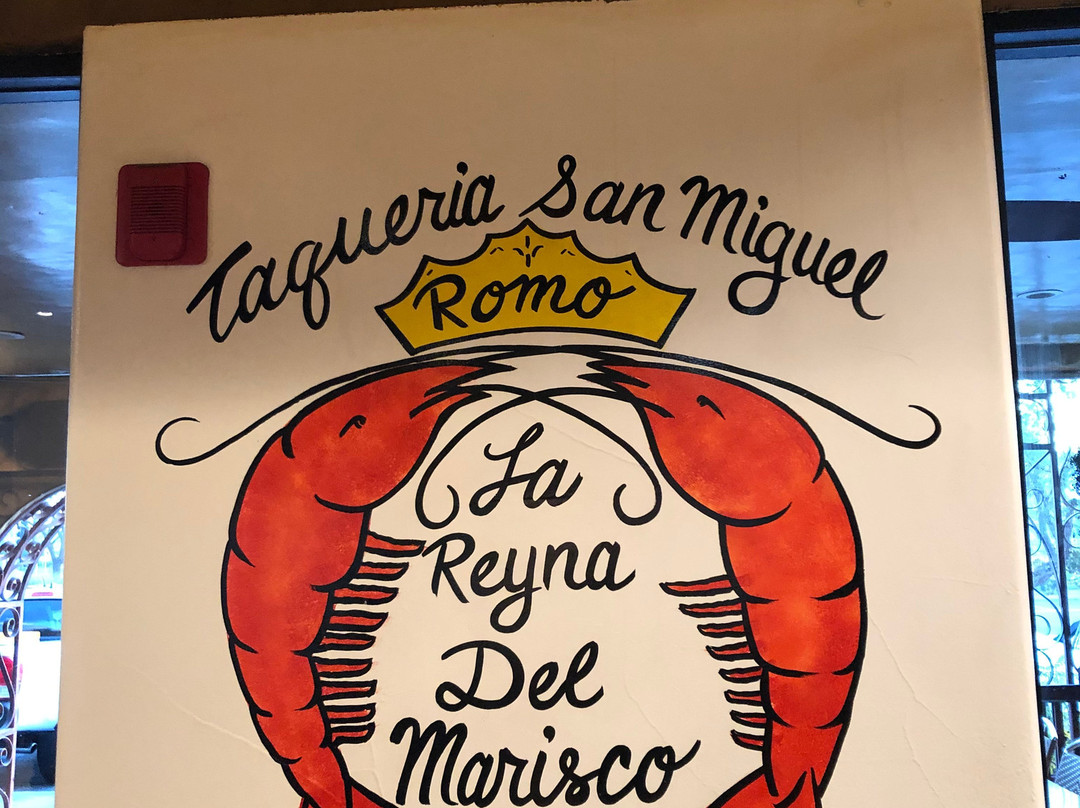 Taqueria San Miguel
Romo
La
Reyna
Del
Marisco